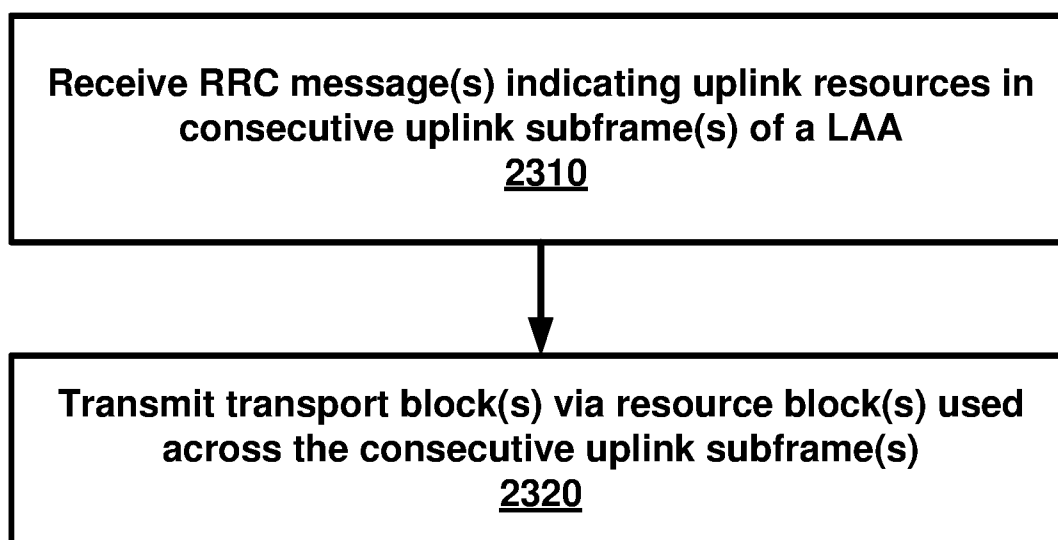 Receive RRC message(s) indicating uplink resources in
consecutive uplink subframe(s) of a LAA
2310
Transmit transport block(s) via resource block(s) used
across the consecutive uplink subframe(s)
2320